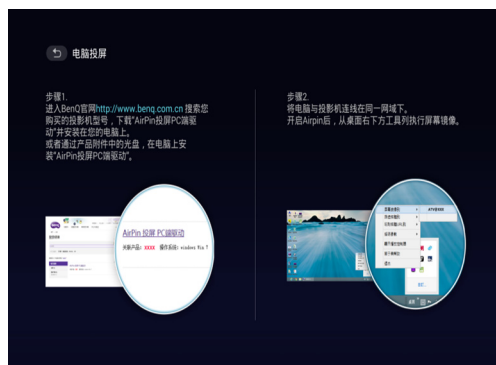 电脑投屏
步骤1.
进入BenQ官网http://www.benq.com.cn 搜索您
购买的投影机型号，下载“AirPin投屏PC端驱
动”并安装在您的电脑上。
或者通过产品附件中的光盘，在电脑上安
装“AirPin投屏PC端驱动”。
AirPin 投屏 PC端驱动
关联产品：XXXX 操作系统：windows Win 7
步骤2.
将电脑与投影机连线在同一网域下。
开启Airpin后，从桌面右下方工具列执行屏幕镜像。